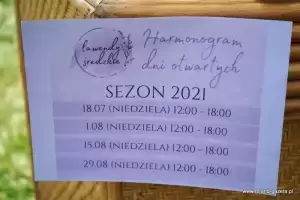 lawendy
średzkie
Harmonogram
dni otwartych
SEZON 2021
18.07 (NIEDZIELA) 12:00 - 18:00
1.08 (NIEDZIELA) 12:00 - 18:00
15.08 (NIEDZIELA) 12:00 - 18:00
29.08 (NIEDZIELA) 12:00 - 18:00